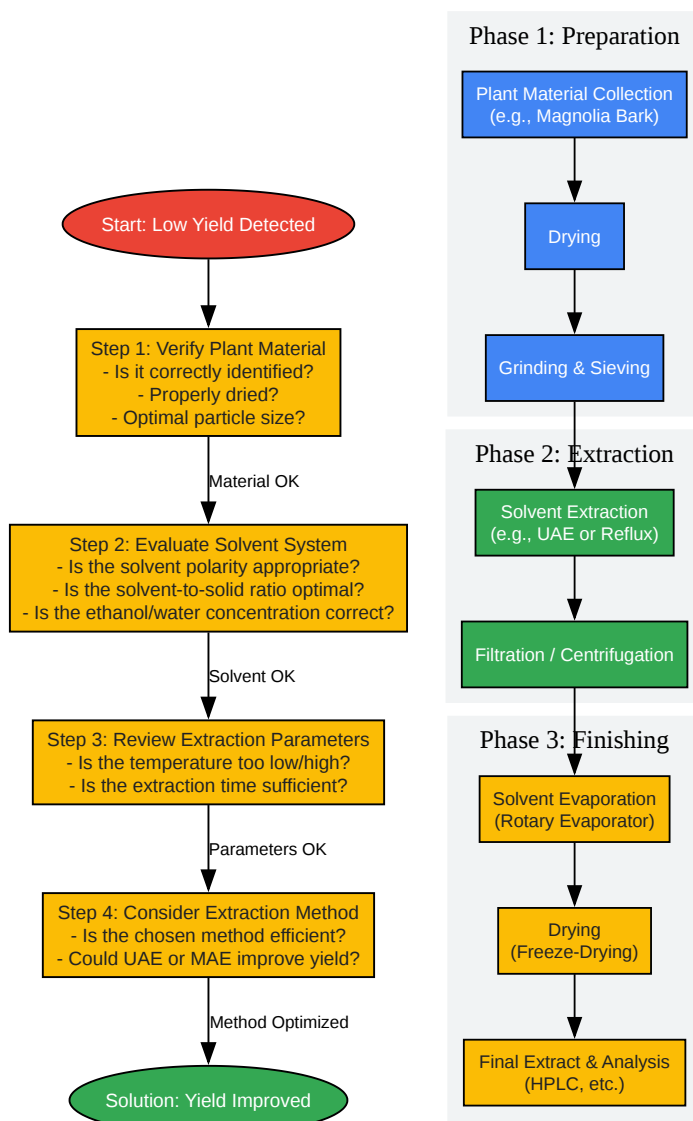 Start: Low Yield Detected
Step 1: Verify Plant Material
- Is it correctly identified?
- Properly dried?
- Optimal particle size?
Material OK
Step 2: Evaluate Solvent System
- Is the solvent polarity appropriate?
- Is the solvent-to-solid ratio optimal?
- Is the ethanol/water concentration correct?
Solvent OK
Step 3: Review Extraction Parameters
- Is the temperature too low/high?
- Is the extraction time sufficient?
Parameters OK
Step 4: Consider Extraction Method
- Is the chosen method efficient?
- Could UAE or MAE improve yield?
Method Optimized
Solution: Yield Improved
Phase 1: Preparation
Plant Material Collection
(e.g., Magnolia Bark)
Drying
Grinding & Sieving
Phase 2: Extraction
Solvent Extraction
(e.g., UAE or Reflux)
Filtration / Centrifugation
Phase 3: Finishing
Solvent Evaporation
(Rotary Evaporator)
Drying
(Freeze-Drying)
Final Extract & Analysis
(HPLC, etc.)